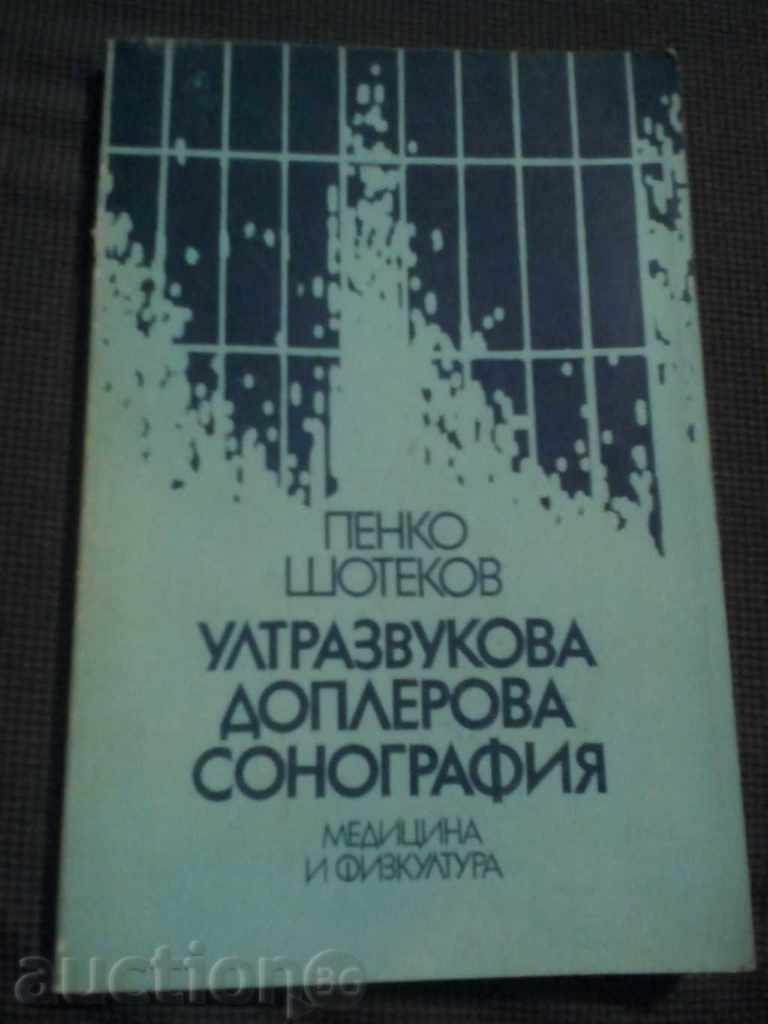 ПЕНКО
ШОТЕКОВ
УЛТРАЗВУКОВА
ДОПЛЕРОВА
СОНОГРАФИЯ
МЕДИЦИНА
И ФИЗКУЛТУРА
auction BG